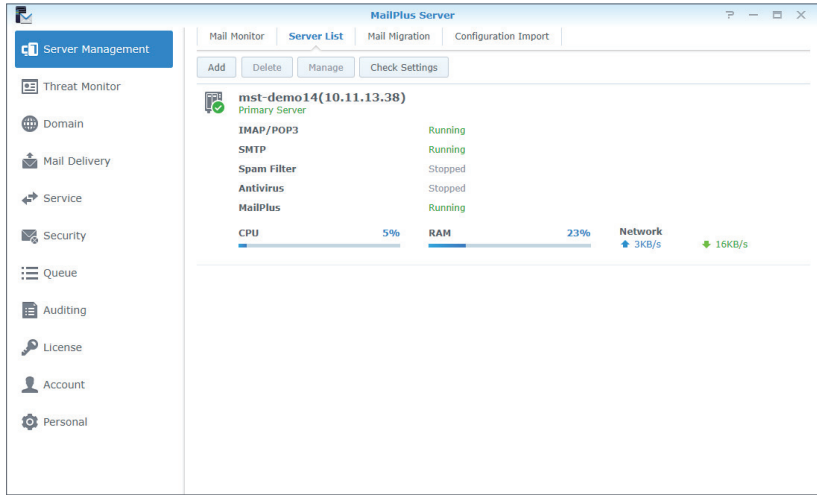 MailPlus Server
Server Management
Threat Monitor
Domain
Mail Delivery
Service
Security
Queue
Auditing
License
Account
Personal
Mail Monitor Server List Mail Migration Configuration Import
Add Delete Manage Check Settings
mst-demo14(10.11.13.38)
Primary Server
IMAP/POP3 Running
SMTP Running
Spam Filter Stopped
Antivirus Stopped
MailPlus Running
CPU 5% RAM 23% Network
3KB/s 16KB/s